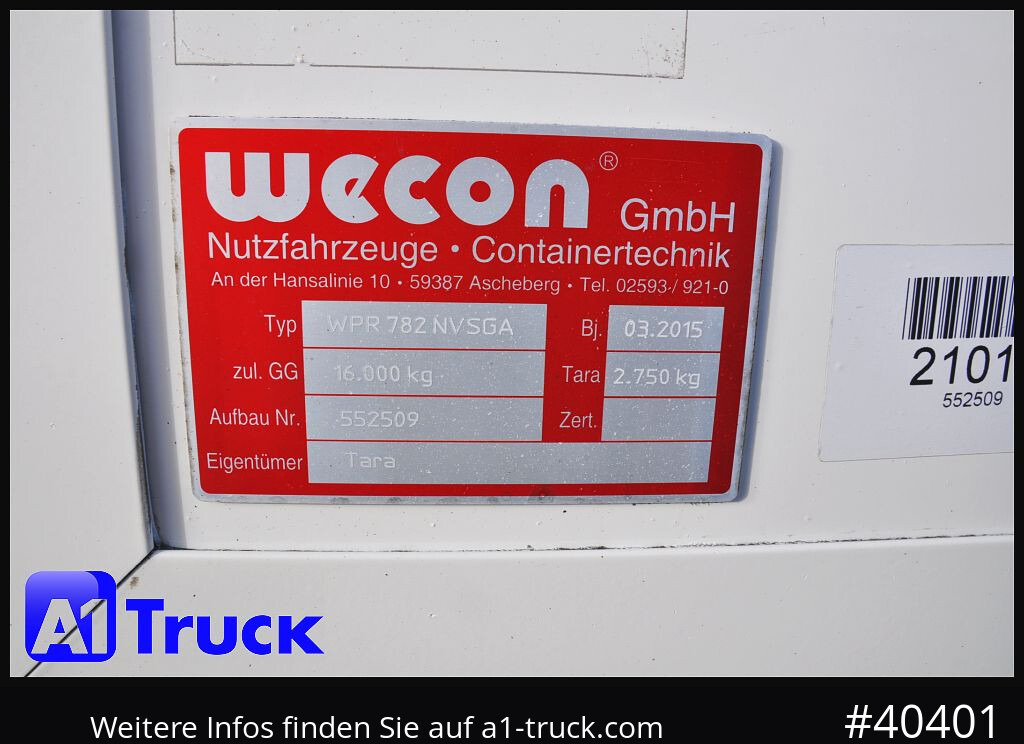 wecon ®
GmbH
Nutzfahrzeuge • Containertechnik
An der Hansalinie 10 • 59387 Ascheberg • Tel. 02593 / 921-0
Typ WPR 782 NVSGA Bj. 03.2015
zul. GG 16.000 kg Tara 2.750 kg
Aufbau Nr. 552509 Zert.
Eigentümer Tara
2101
552509
A1 Truck
Weitere Infos finden Sie auf a1-truck.com
#40401